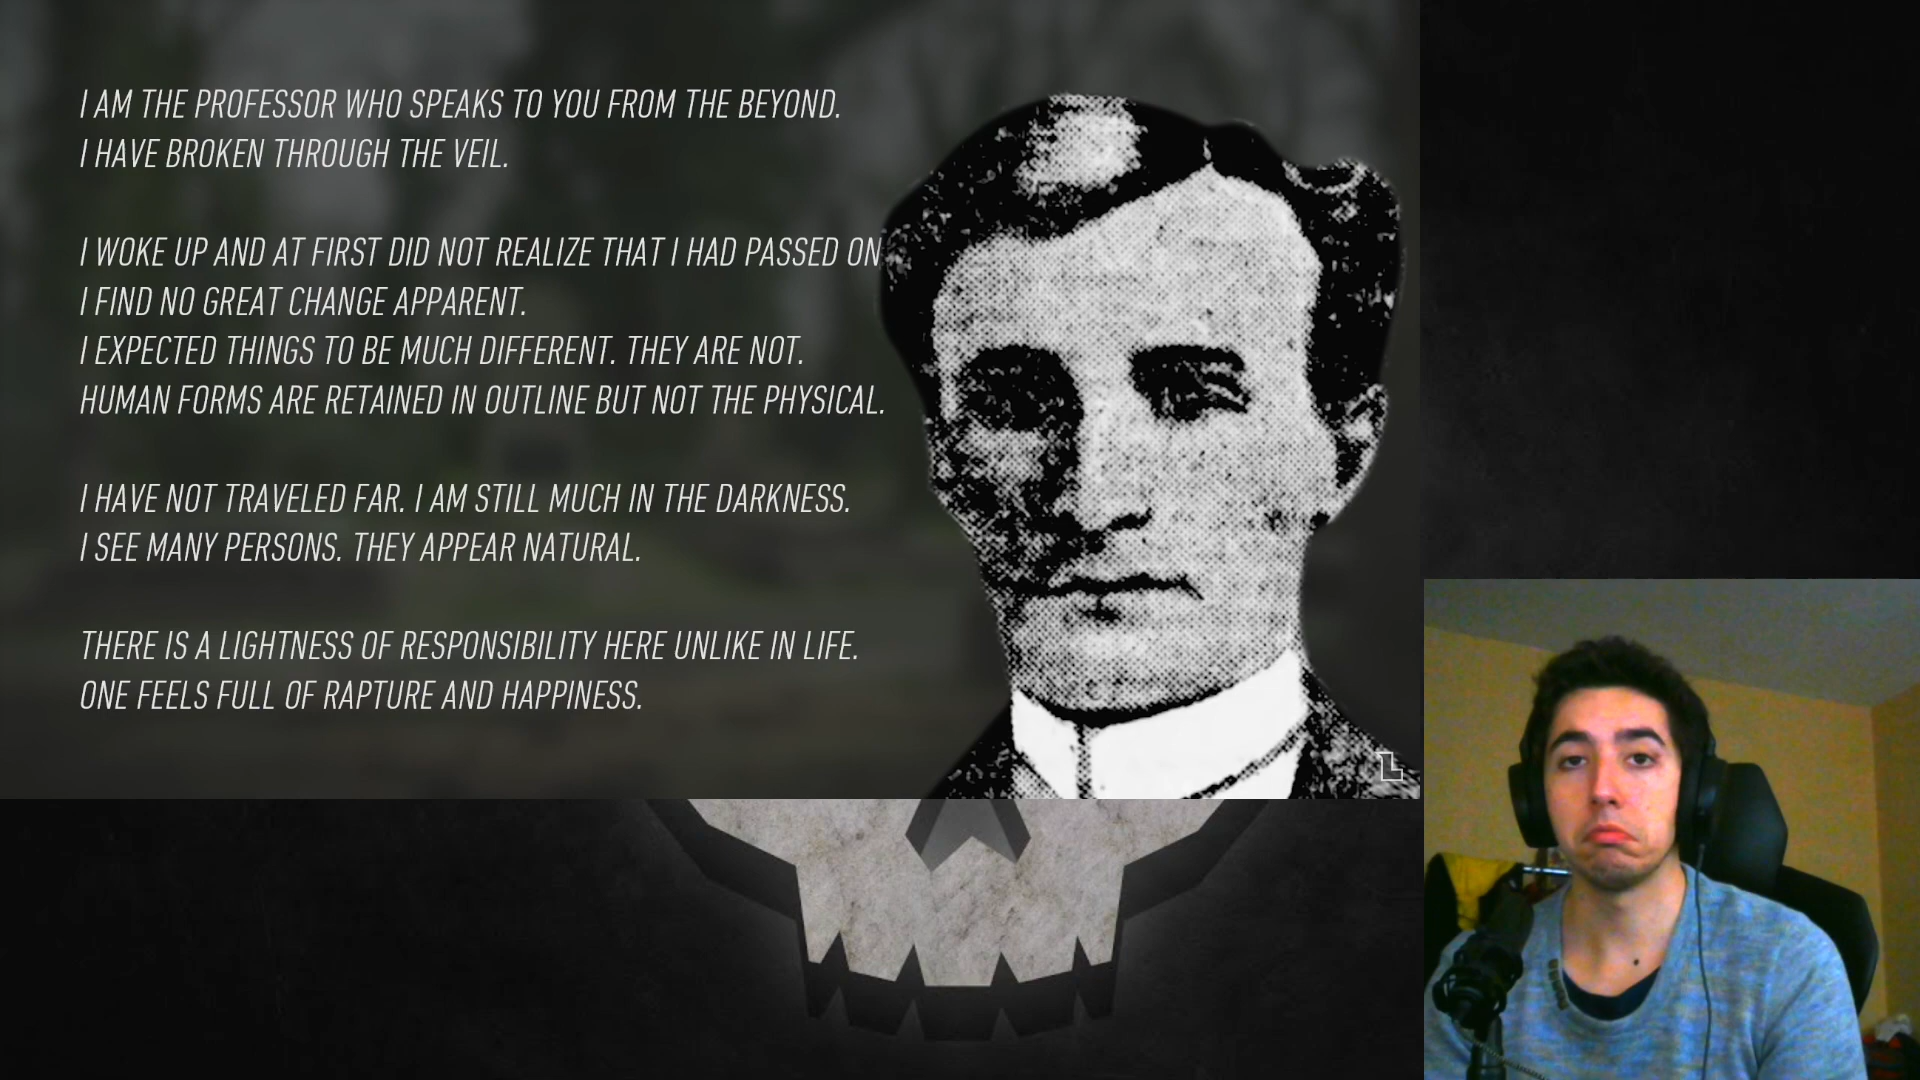 I AM THE PROFESSOR WHO SPEAKS TO YOU FROM THE BEYOND.
I HAVE BROKEN THROUGH THE VEIL.
I WOKE UP AND AT FIRST DID NOT REALIZE THAT I HAD PASSED ON
I FIND NO GREAT CHANGE APPARENT.
I EXPECTED THINGS TO BE MUCH DIFFERENT. THEY ARE NOT.
HUMAN FORMS ARE RETAINED IN OUTLINE BUT NOT THE PHYSICAL.
I HAVE NOT TRAVELED FAR. I AM STILL MUCH IN THE DARKNESS.
I SEE MANY PERSONS. THEY APPEAR NATURAL.
THERE IS A LIGHTNESS OF RESPONSIBILITY HERE UNLIKE IN LIFE.
ONE FEELS FULL OF RAPTURE AND HAPPINESS.